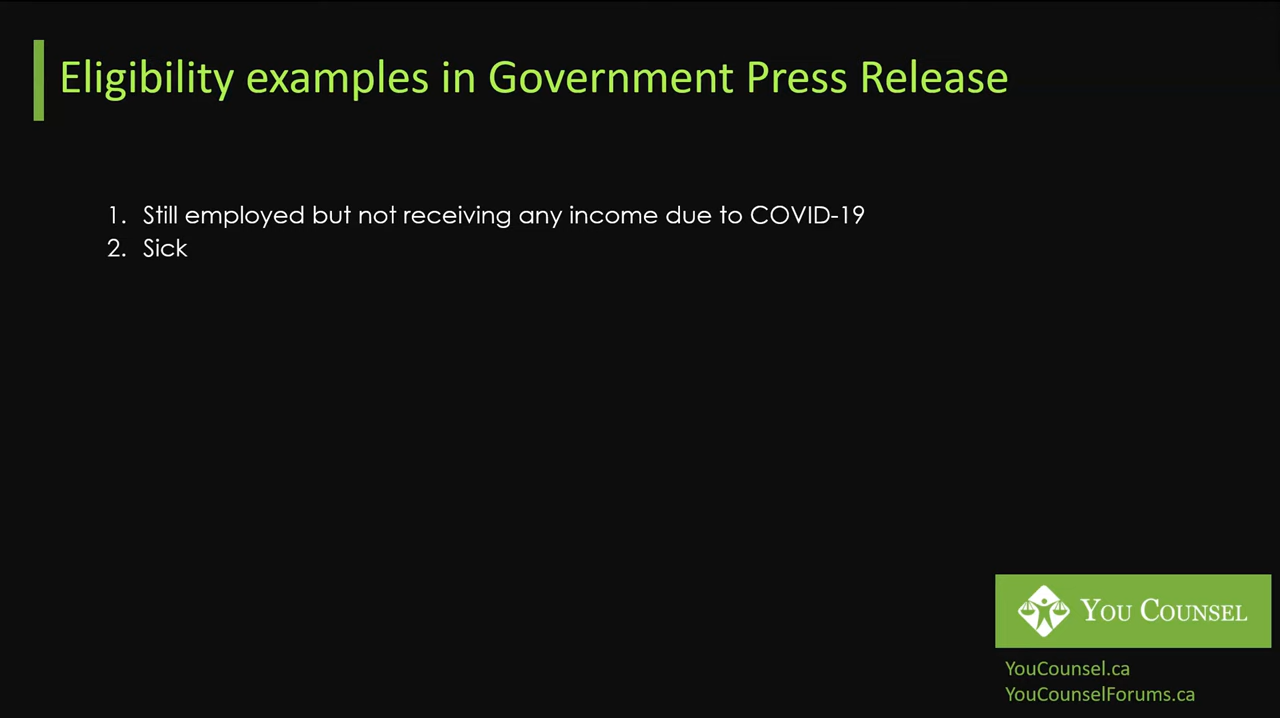 Eligibility examples in Government Press Release
1. Still employed but not receiving any income due to COVID-19
2. Sick
YOU COUNSEL
YouCounsel.ca
YouCounselForums.ca